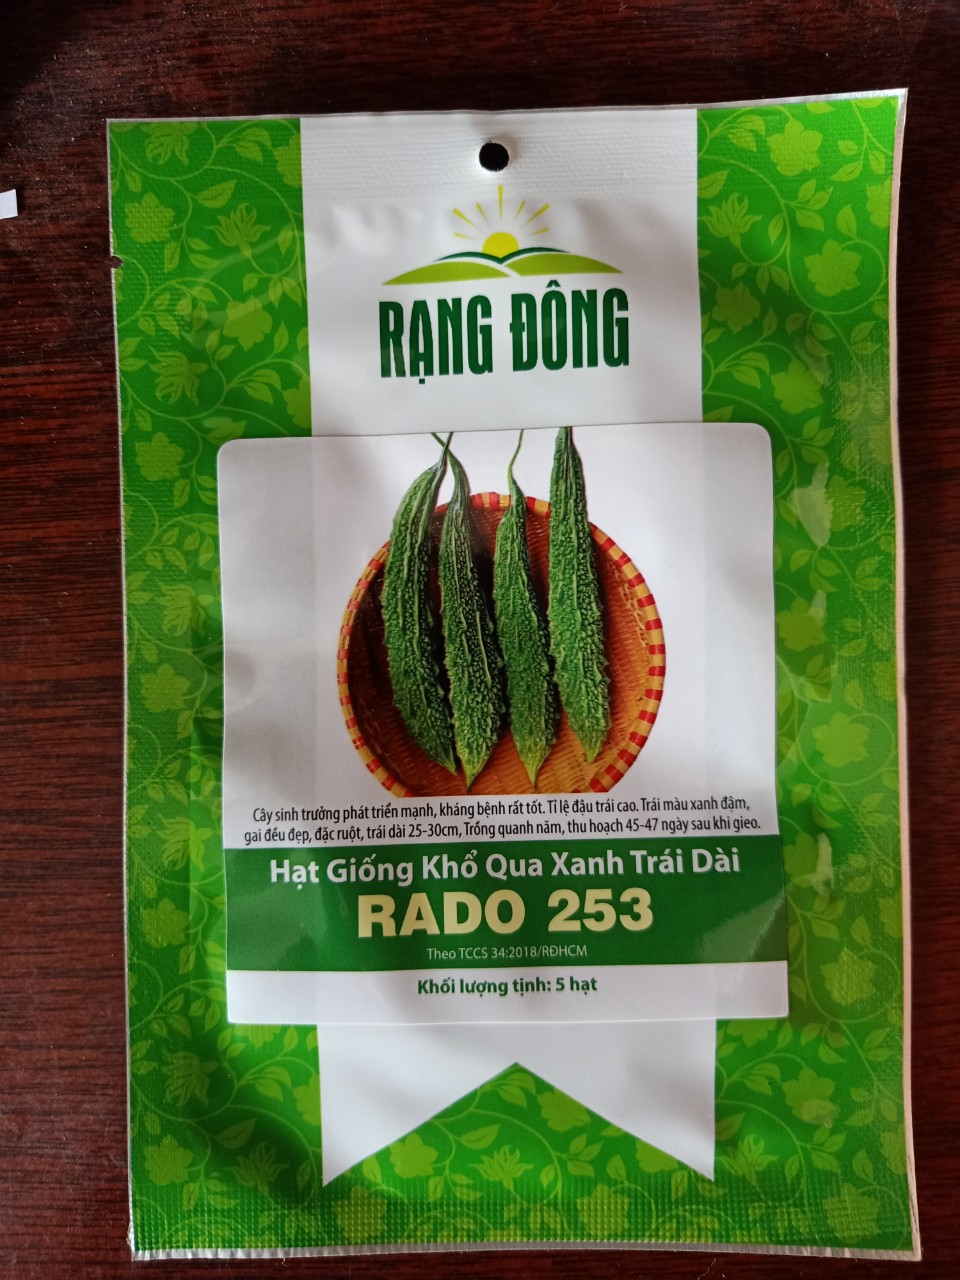 RẠNG ĐÔNG
Cây sinh trưởng phát triển mạnh, kháng bệnh rất tốt. Tỉ lệ đậu trái cao. Trái màu xanh đậm,
gai đều đẹp, đặc ruột, trái dài 25-30cm, Trồng quanh năm, thu hoạch 45-47 ngày sau khi gieo.
Hạt Giống Khổ Qua Xanh Trái Dài
RADO 253
Theo TCCS 34:2018/RĐHCM
Khối lượng tịnh: 5 hạt